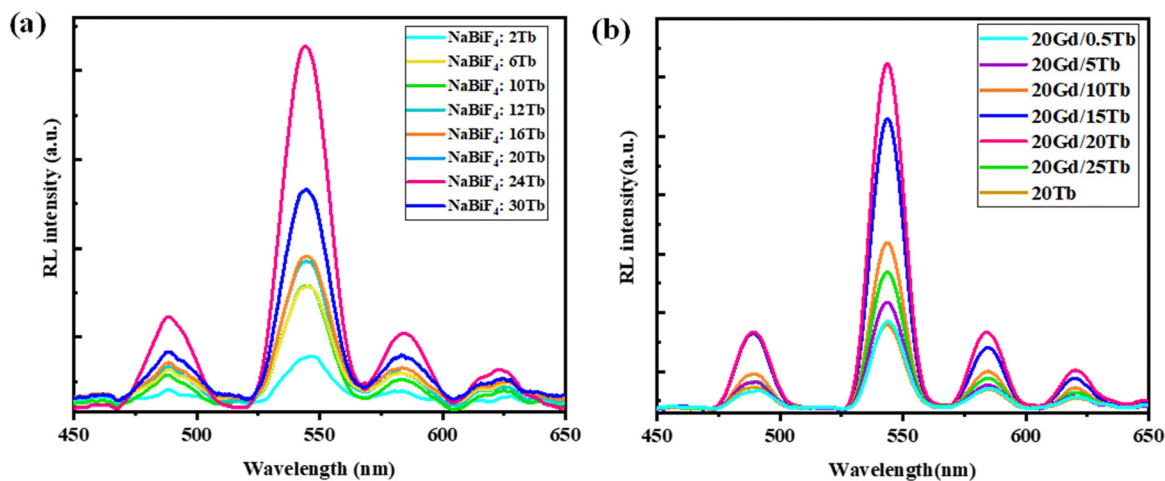 (a)
RL intensity (a.u.)
NaBiF₄: 2Tb
NaBiF₄: 6Tb
NaBiF₄: 10Tb
NaBiF₄: 12Tb
NaBiF₄: 16Tb
NaBiF₄: 20Tb
NaBiF₄: 24Tb
NaBiF₄: 30Tb
450 500 550 600 650
Wavelength (nm)
(b)
RL intensity(a.u.)
20Gd/0.5Tb
20Gd/5Tb
20Gd/10Tb
20Gd/15Tb
20Gd/20Tb
20Gd/25Tb
20Tb
450 500 550 600 650
Wavelength(nm)